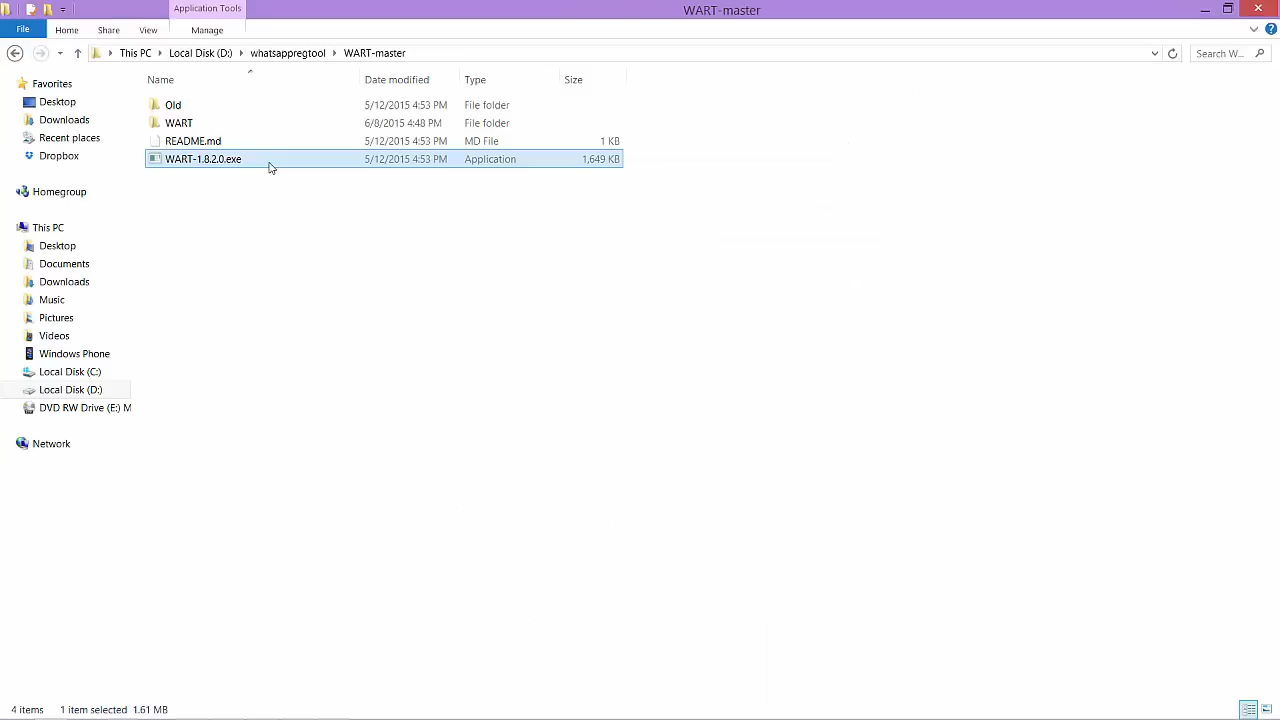 Application Tools
WART-master
File Home Share View Manage
This PC Local Disk (D:) whatsappregtool WART-master Search W...
Name Date modified Type Size
Favorites
Desktop
Downloads
Recent places
Dropbox
Homegroup
This PC
Desktop
Documents
Downloads
Music
Pictures
Videos
Windows Phone
Local Disk (C:)
Local Disk (D:)
DVD RW Drive (E:) M
Network
Old 5/12/2015 4:53 PM File folder
WART 6/8/2015 4:48 PM File folder
README.md 5/12/2015 4:53 PM MD File 1 KB
WART-1.8.2.0.exe 5/12/2015 4:53 PM Application 1,649 KB
4 items 1 item selected 1.61 MB